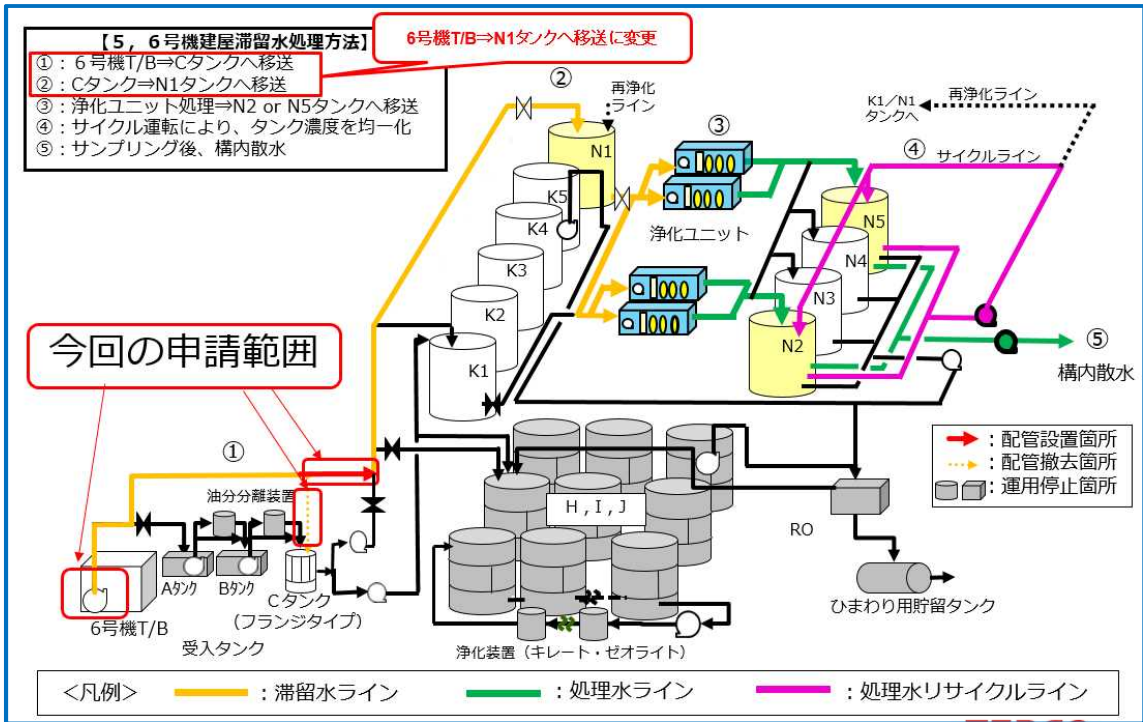 【５，６号機建屋滞留水処理方法】
①：６号機T/B⇒Cタンクへ移送
②：Cタンク⇒N1タンクへ移送
③：浄化ユニット処理⇒N2 or N5タンクへ移送
④：サイクル運転により、タンク濃度を均一化
⑤：サンプリング後、構内散水
6号機T/B⇒N1タンクへ移送に変更
②
再浄化
ライン
N1
K5
K4
K3
K2
K1
③
浄化ユニット
K1／N1
タンクへ
再浄化ライン
④ サイクルライン
N5
N4
N3
N2
⑤
構内散水
今回の申請範囲
①
油分分離装置
Aタンク
Bタンク
Cタンク
（フランジタイプ）
6号機T/B
受入タンク
H , I , J
浄化装置（キレート・ゼオライト）
RO
ひまわり用貯留タンク
：配管設置箇所
：配管撤去箇所
：運用停止箇所
＜凡例＞
：滞留水ライン
：処理水ライン
：処理水リサイクルライン